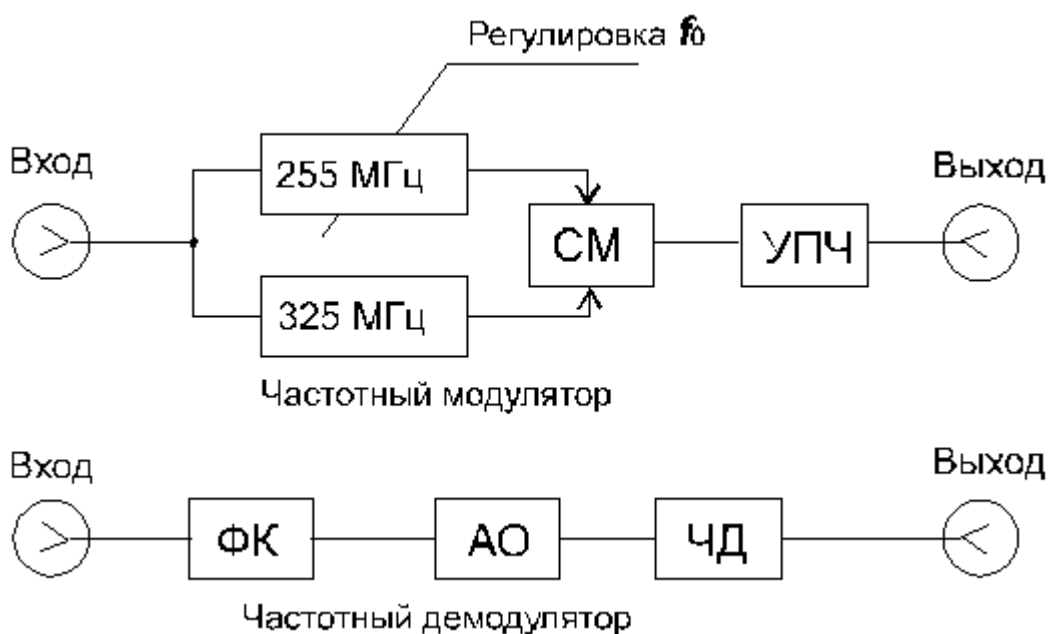 Регулировка f0
Вход
Выход
255 МГц
СМ
УПЧ
325 МГц
Частотный модулятор
Вход
Выход
ФК
АО
ЧД
Частотный демодулятор